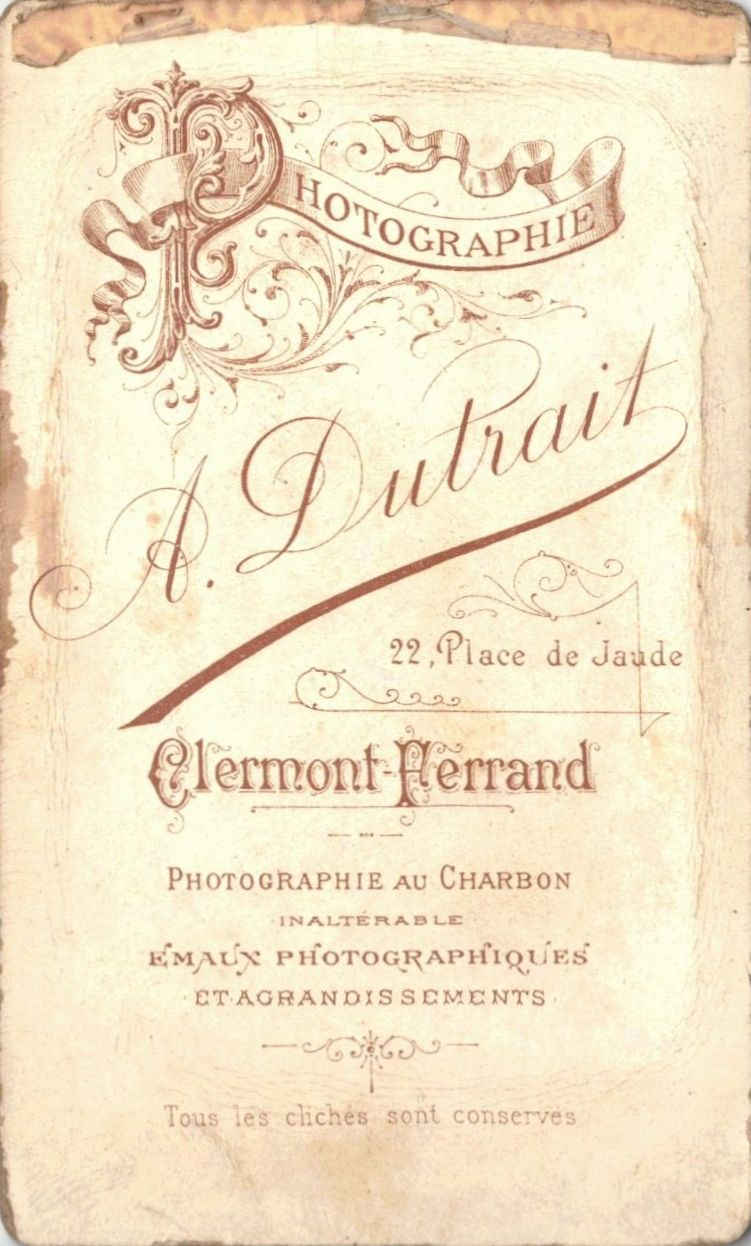 PHOTOGRAPHIE
A. Dutrait
22, Place de Jaude
Clermont-Ferrand
PHOTOGRAPHIE AU CHARBON
INALTÉRABLE
EMAUX PHOTOGRAPHIQUES
ET AGRANDISSEMENTS
Tous les clichés sont conservés